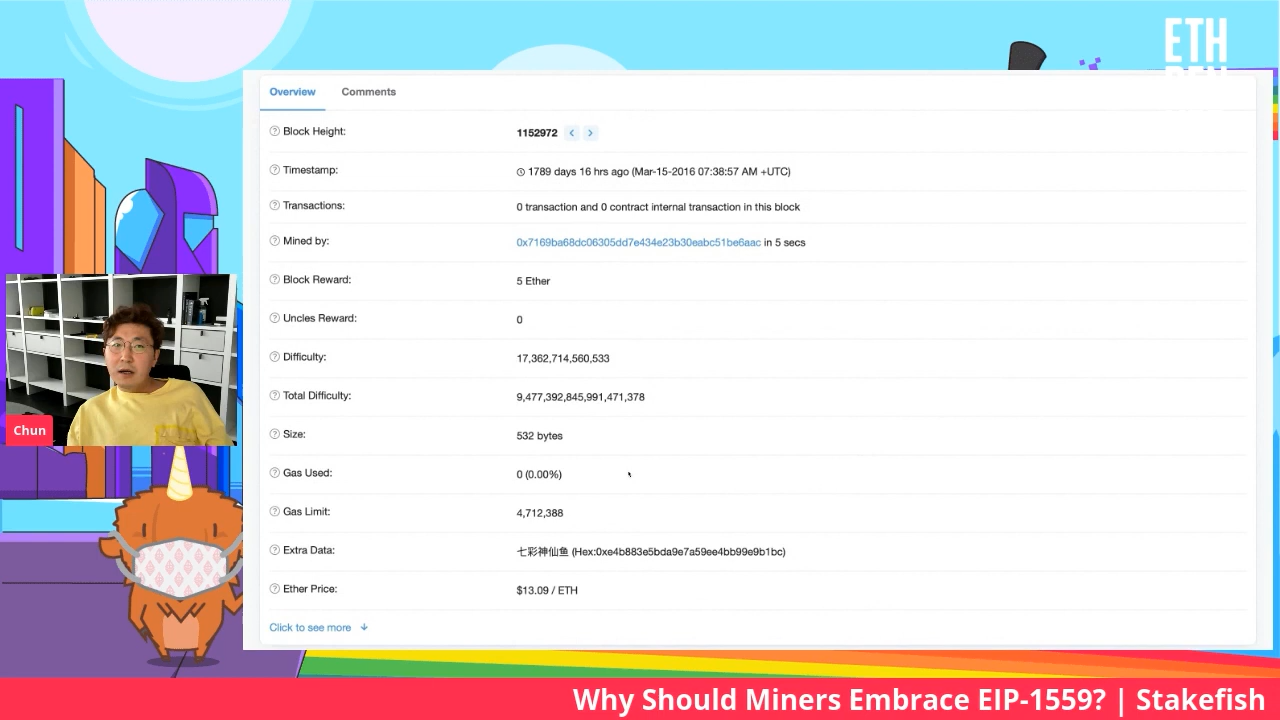 ETH
Overview Comments
Block Height: 1152972
Timestamp: 1789 days 16 hrs ago (Mar-15-2016 07:38:57 AM +UTC)
Transactions: 0 transaction and 0 contract internal transaction in this block
Mined by: 0x7169ba68dc06305dd7e434e23b30eabc51be6aac in 5 secs
Block Reward: 5 Ether
Uncles Reward: 0
Difficulty: 17,362,714,560,533
Total Difficulty: 9,477,392,845,991,471,378
Size: 532 bytes
Gas Used: 0 (0.00%)
Gas Limit: 4,712,388
Extra Data: 七彩神仙鱼 (Hex:0xe4b883e5bda9e7a59ee4bb99e9b1bc)
Ether Price: $13.09 / ETH
Click to see more
Chun
Why Should Miners Embrace EIP-1559? | Stakefish